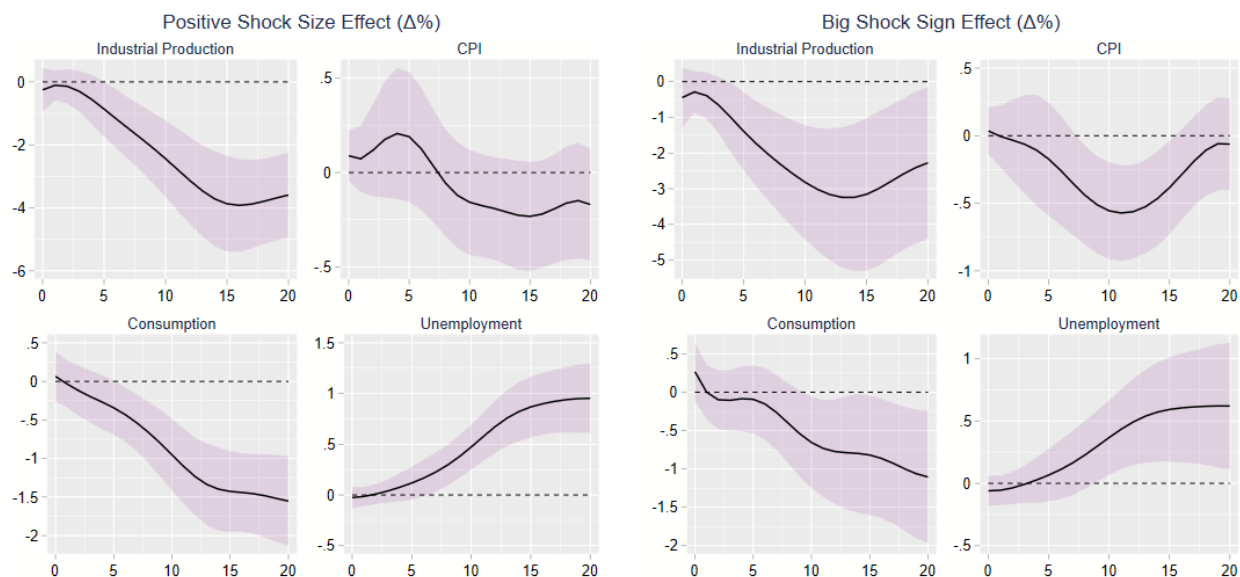 Positive Shock Size Effect (Δ%)
Industrial Production
0
-2
-4
-6
0 5 10 15 20
CPI
.5
0
-.5
0 5 10 15 20
Consumption
.5
0
-.5
-1
-1.5
-2
0 5 10 15 20
Unemployment
1.5
1
.5
0
-.5
0 5 10 15 20
Big Shock Sign Effect (Δ%)
Industrial Production
0
-1
-2
-3
-4
-5
0 5 10 15 20
CPI
.5
0
-.5
-1
0 5 10 15 20
Consumption
.5
0
-.5
-1
-1.5
-2
0 5 10 15 20
Unemployment
1
.5
0
-.5
0 5 10 15 20